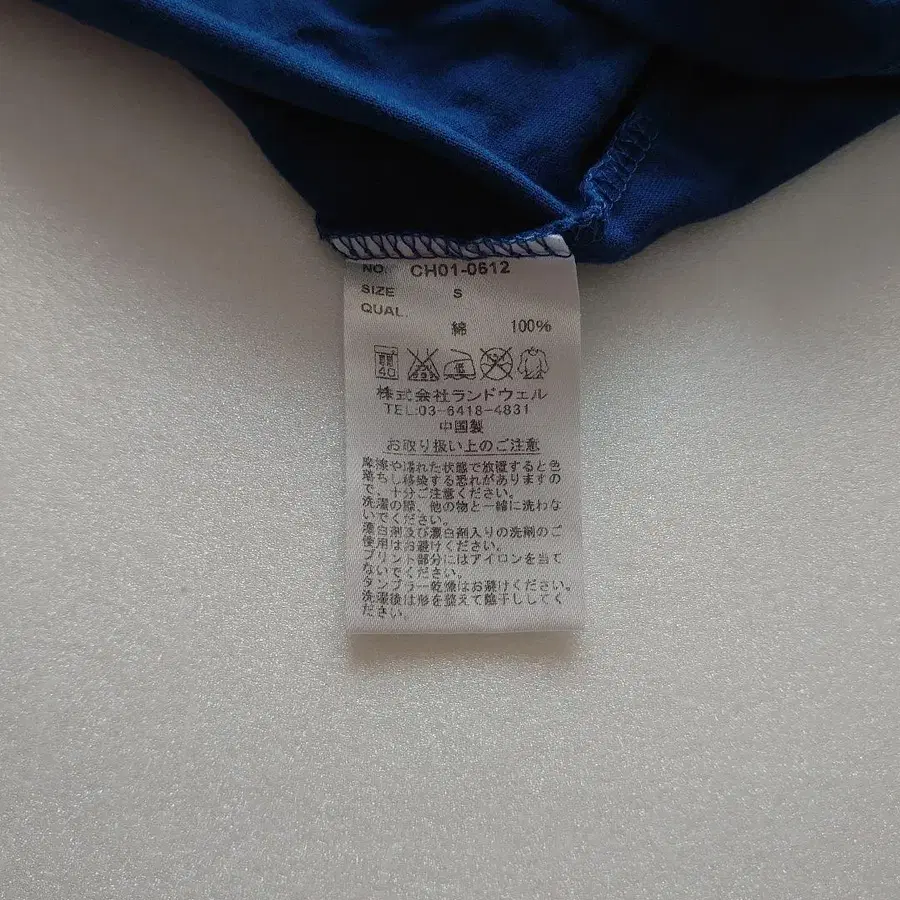 NO. CH01-0612
SIZE S
QUAL.
綿 100%
弱 40
低
株式会社ランドウェル
TEL:03-6418-4831
中国製
お取り扱い上のご注意
摩擦や濡れた状態で放置すると色
落ちし移染する恐れがありますの
で、十分ご注意ください。
洗濯の際、他の物と一緒に洗わな
いでください。
漂白剤及び漂白剤入りの洗剤のご
使用はお避けください。
プリント部分にはアイロンを当て
ないでください。
タンブラー乾燥はお避けください。
洗濯後は形を整えて陰干ししてく
ださい。